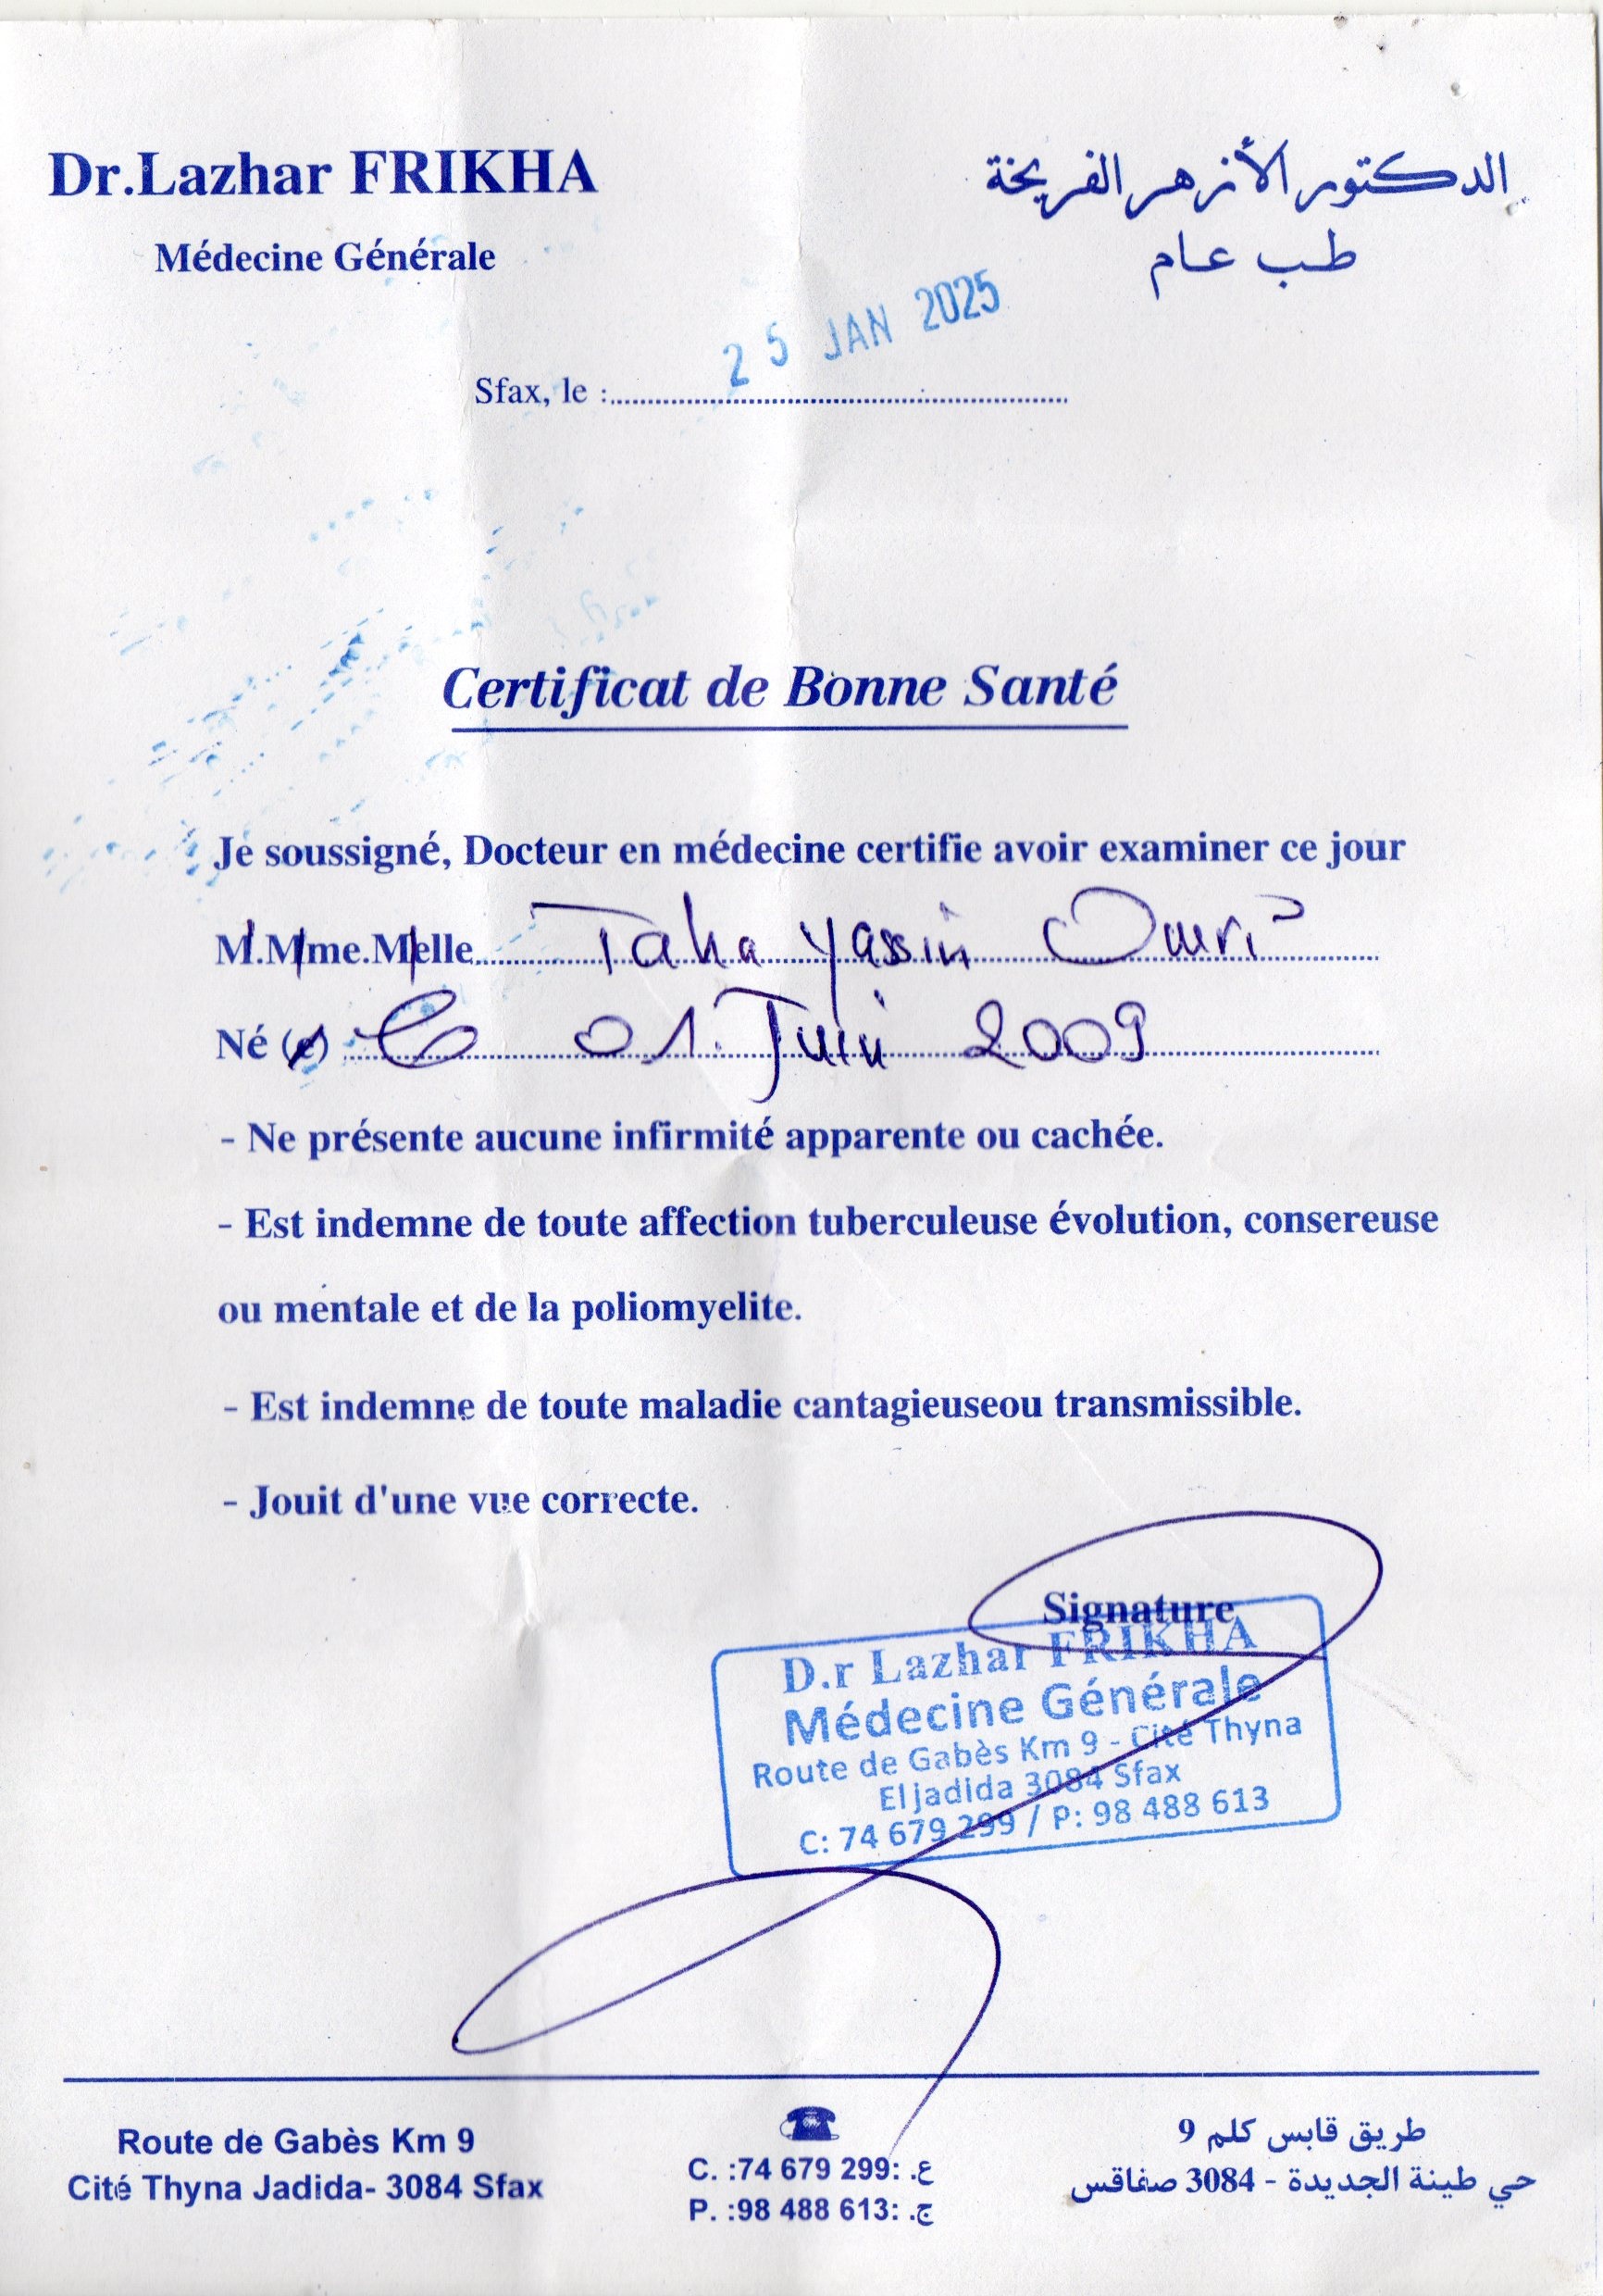 Dr.Lazhar FRIKHA
Médecine Générale
الدكتور الأزهر الفريخة
طب عام
25 JAN 2025
Sfax, le :
Certificat de Bonne Santé
Je soussigné, Docteur en médecine certifie avoir examiner ce jour
M.Mme.Melle Taha Yassin Omri
Né (e) le 01. Juin 2009
- Ne présente aucune infirmité apparente ou cachée.
- Est indemne de toute affection tuberculeuse évolution, consereuse
ou mentale et de la poliomyelite.
- Est indemne de toute maladie cantagieuseou transmissible.
- Jouit d'une vue correcte.
Signature
D.r Lazhar FRIKHA
Médecine Générale
Route de Gabès Km 9 - Cité Thyna
El jadida 3084 Sfax
C: 74 679 299 / P: 98 488 613
Route de Gabès Km 9
Cité Thyna Jadida- 3084 Sfax
C. :74 679 299: .ع
P. :98 488 613: .ج
طريق قابس كلم 9
حي طينة الجديدة - 3084 صفاقس